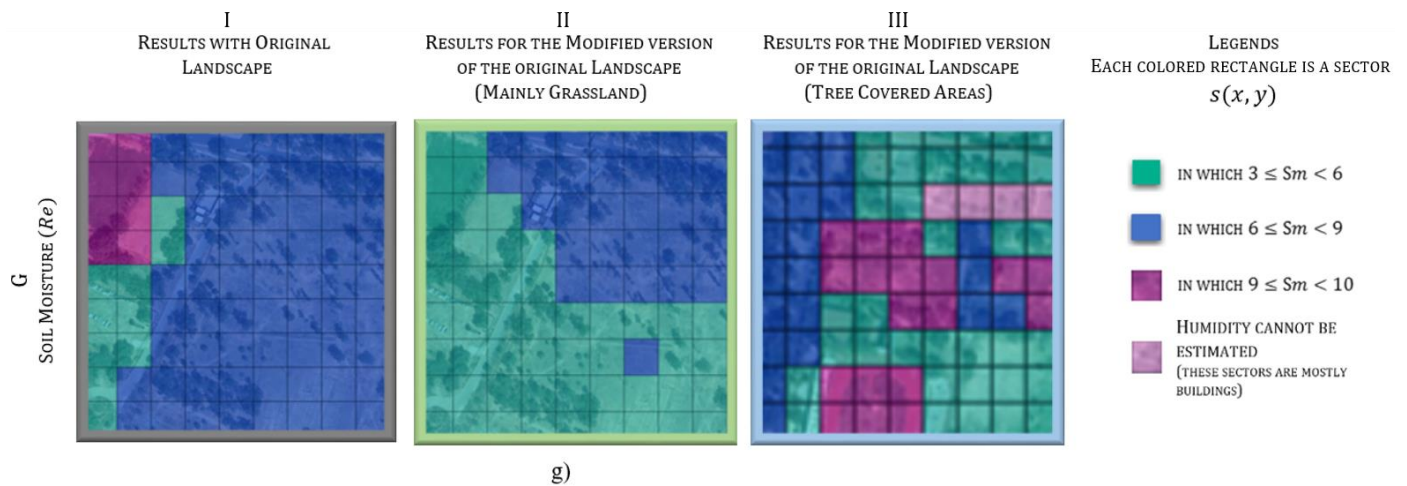 I
RESULTS WITH ORIGINAL
LANDSCAPE
II
RESULTS FOR THE MODIFIED VERSION
OF THE ORIGINAL LANDSCAPE
(MAINLY GRASSLAND)
III
RESULTS FOR THE MODIFIED VERSION
OF THE ORIGINAL LANDSCAPE
(TREE COVERED AREAS)
LEGENDS
EACH COLORED RECTANGLE IS A SECTOR
s(x, y)
G
SOIL MOISTURE (Re)
IN WHICH 3 ≤ Sm < 6
IN WHICH 6 ≤ Sm < 9
IN WHICH 9 ≤ Sm < 10
HUMIDITY CANNOT BE
ESTIMATED
(THESE SECTORS ARE MOSTLY
BUILDINGS)
g)